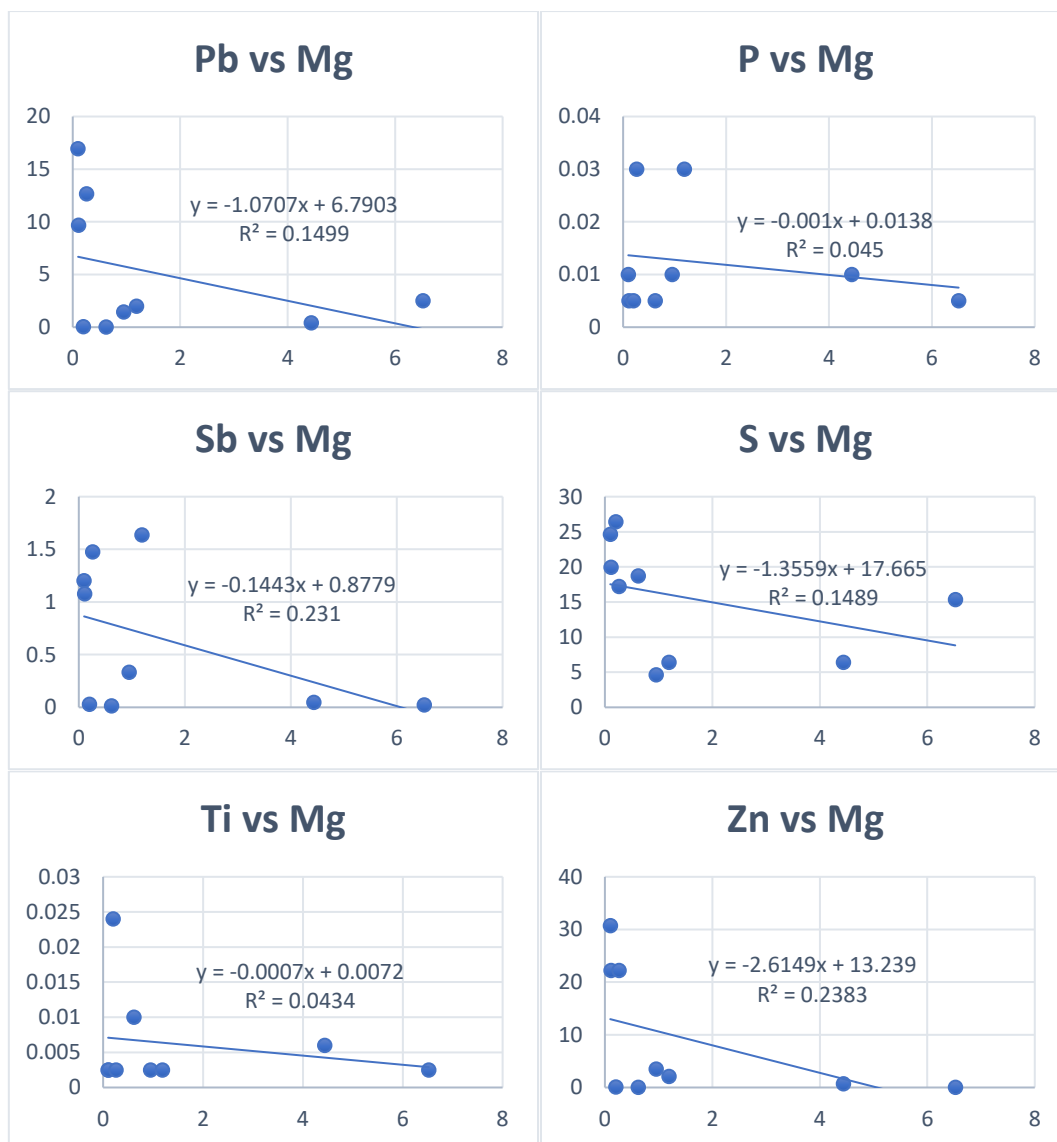 Pb vs Mg
20
15
10
5
0
y = -1.0707x + 6.7903
R² = 0.1499
0 2 4 6 8
P vs Mg
0.04
0.03
0.02
0.01
0
y = -0.001x + 0.0138
R² = 0.045
0 2 4 6 8
Sb vs Mg
2
1.5
1
0.5
0
y = -0.1443x + 0.8779
R² = 0.231
0 2 4 6 8
S vs Mg
30
25
20
15
10
5
0
y = -1.3559x + 17.665
R² = 0.1489
0 2 4 6 8
Ti vs Mg
0.03
0.025
0.02
0.015
0.01
0.005
0
y = -0.0007x + 0.0072
R² = 0.0434
0 2 4 6 8
Zn vs Mg
40
30
20
10
0
y = -2.6149x + 13.239
R² = 0.2383
0 2 4 6 8